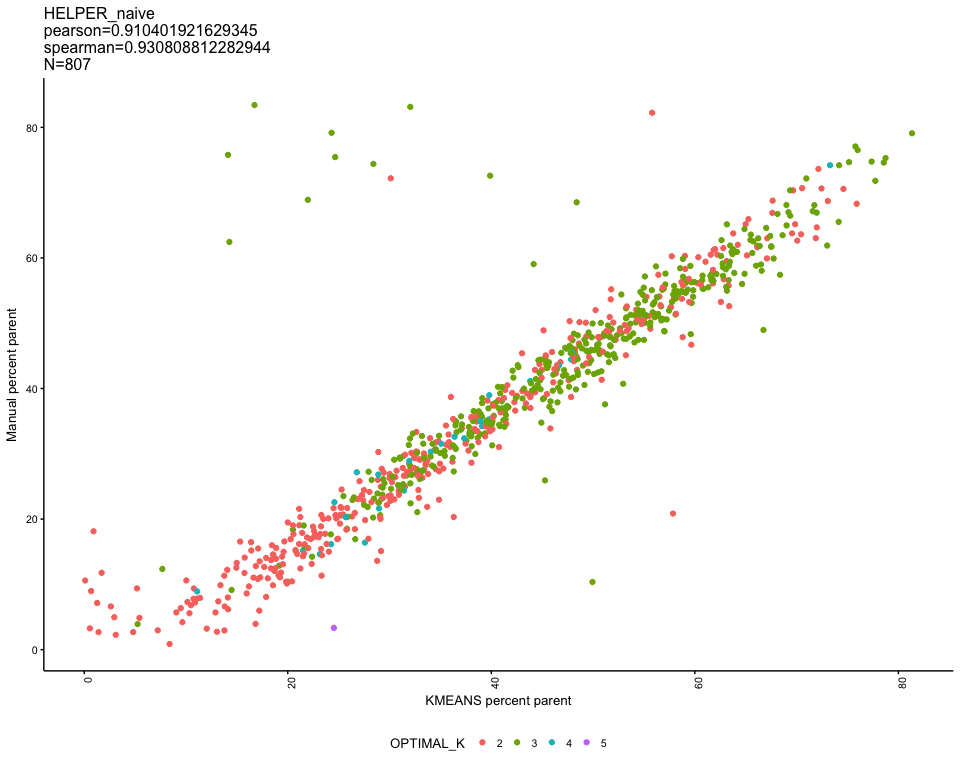 HELPER_naive
pearson=0.910401921629345
spearman=0.930808812282944
N=807
80
60
40
20
0
Manual percent parent
0
20
40
60
80
KMEANS percent parent
OPTIMAL_K 2 3 4 5